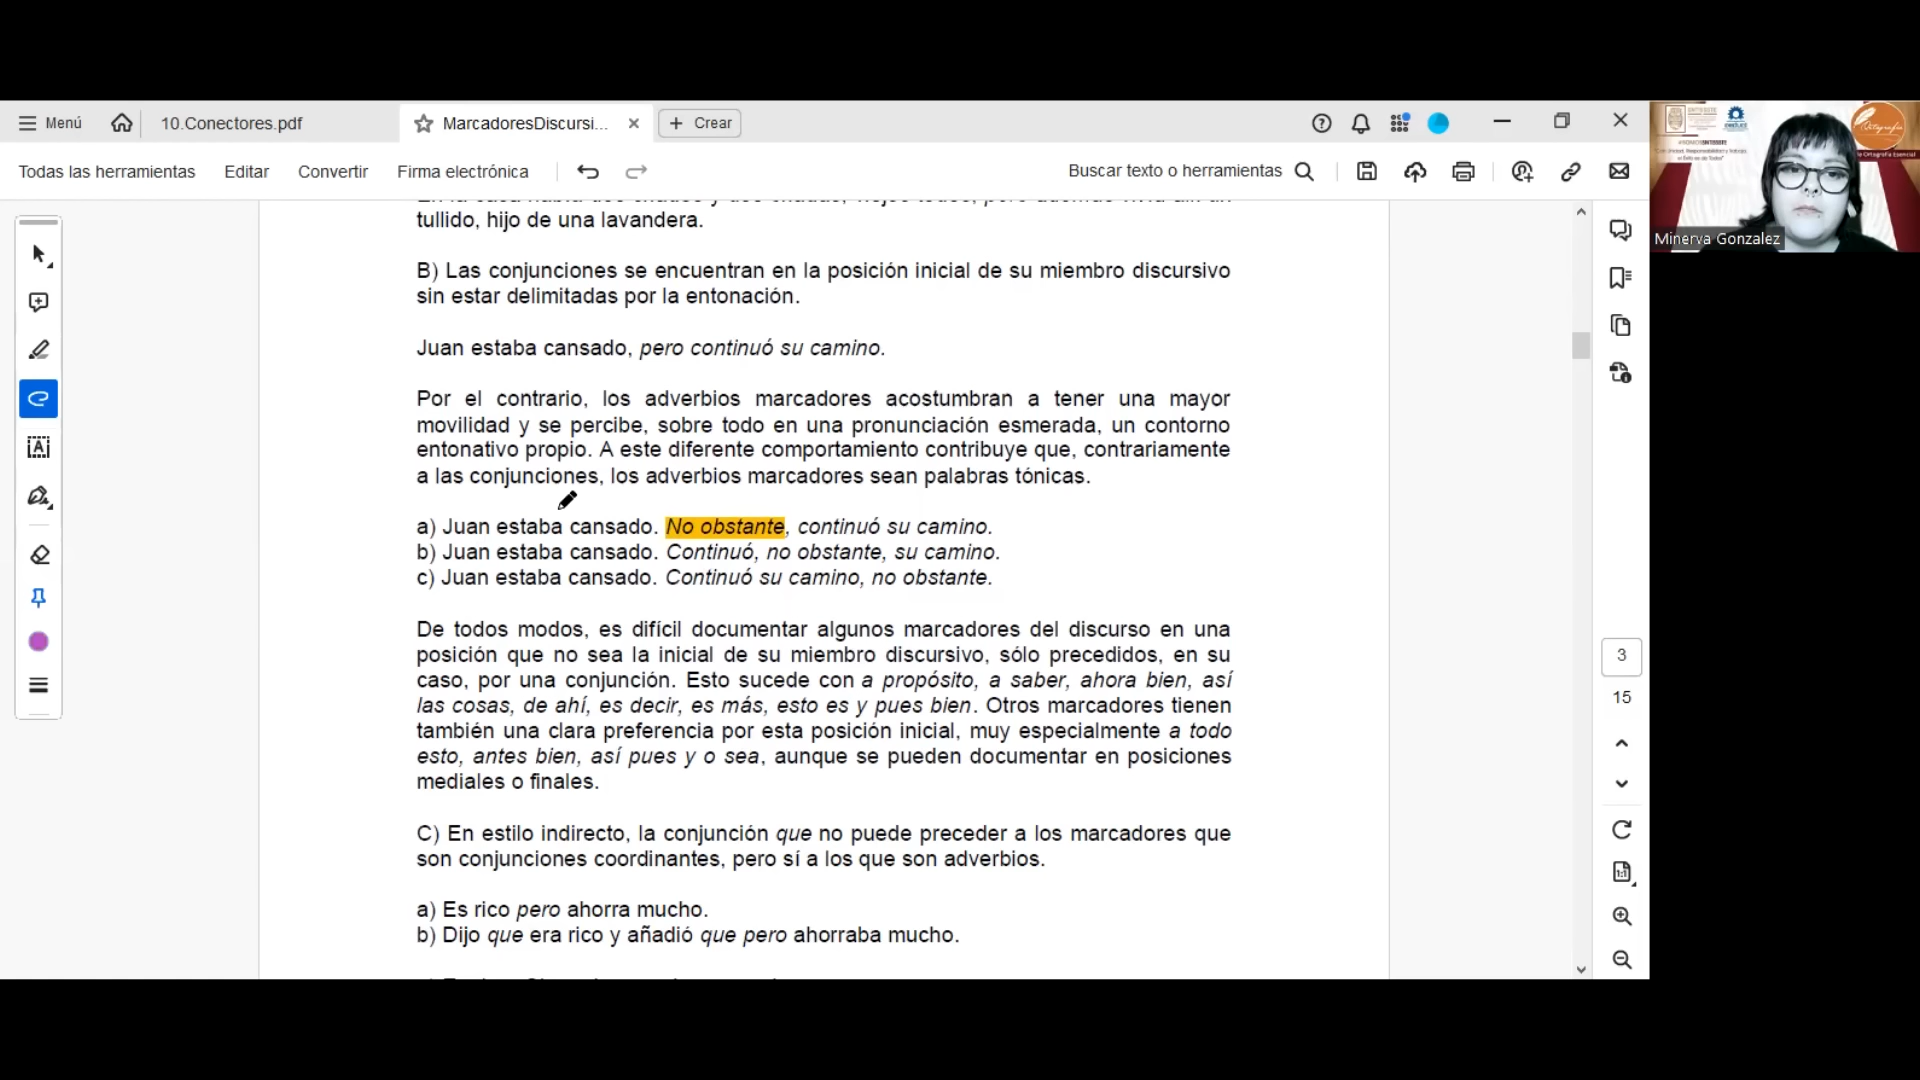 Menú
10.Conectores.pdf
MarcadoresDiscursi...
+ Crear
Todas las herramientas
Editar
Convertir
Firma electrónica
Buscar texto o herramientas
tullido, hijo de una lavandera.
B) Las conjunciones se encuentran en la posición inicial de su miembro discursivo
sin estar delimitadas por la entonación.
Juan estaba cansado, pero continuó su camino.
Por el contrario, los adverbios marcadores acostumbran a tener una mayor
movilidad y se percibe, sobre todo en una pronunciación esmerada, un contorno
entonativo propio. A este diferente comportamiento contribuye que, contrariamente
a las conjunciones, los adverbios marcadores sean palabras tónicas.
a) Juan estaba cansado. No obstante, continuó su camino.
b) Juan estaba cansado. Continuó, no obstante, su camino.
c) Juan estaba cansado. Continuó su camino, no obstante.
De todos modos, es difícil documentar algunos marcadores del discurso en una
posición que no sea la inicial de su miembro discursivo, sólo precedidos, en su
caso, por una conjunción. Esto sucede con a propósito, a saber, ahora bien, así
las cosas, de ahí, es decir, es más, esto es y pues bien. Otros marcadores tienen
también una clara preferencia por esta posición inicial, muy especialmente a todo
esto, antes bien, así pues y o sea, aunque se pueden documentar en posiciones
mediales o finales.
C) En estilo indirecto, la conjunción que no puede preceder a los marcadores que
son conjunciones coordinantes, pero sí a los que son adverbios.
a) Es rico pero ahorra mucho.
b) Dijo que era rico y añadió que pero ahorraba mucho.
3
15
Ortografía
Minerva Gonzalez